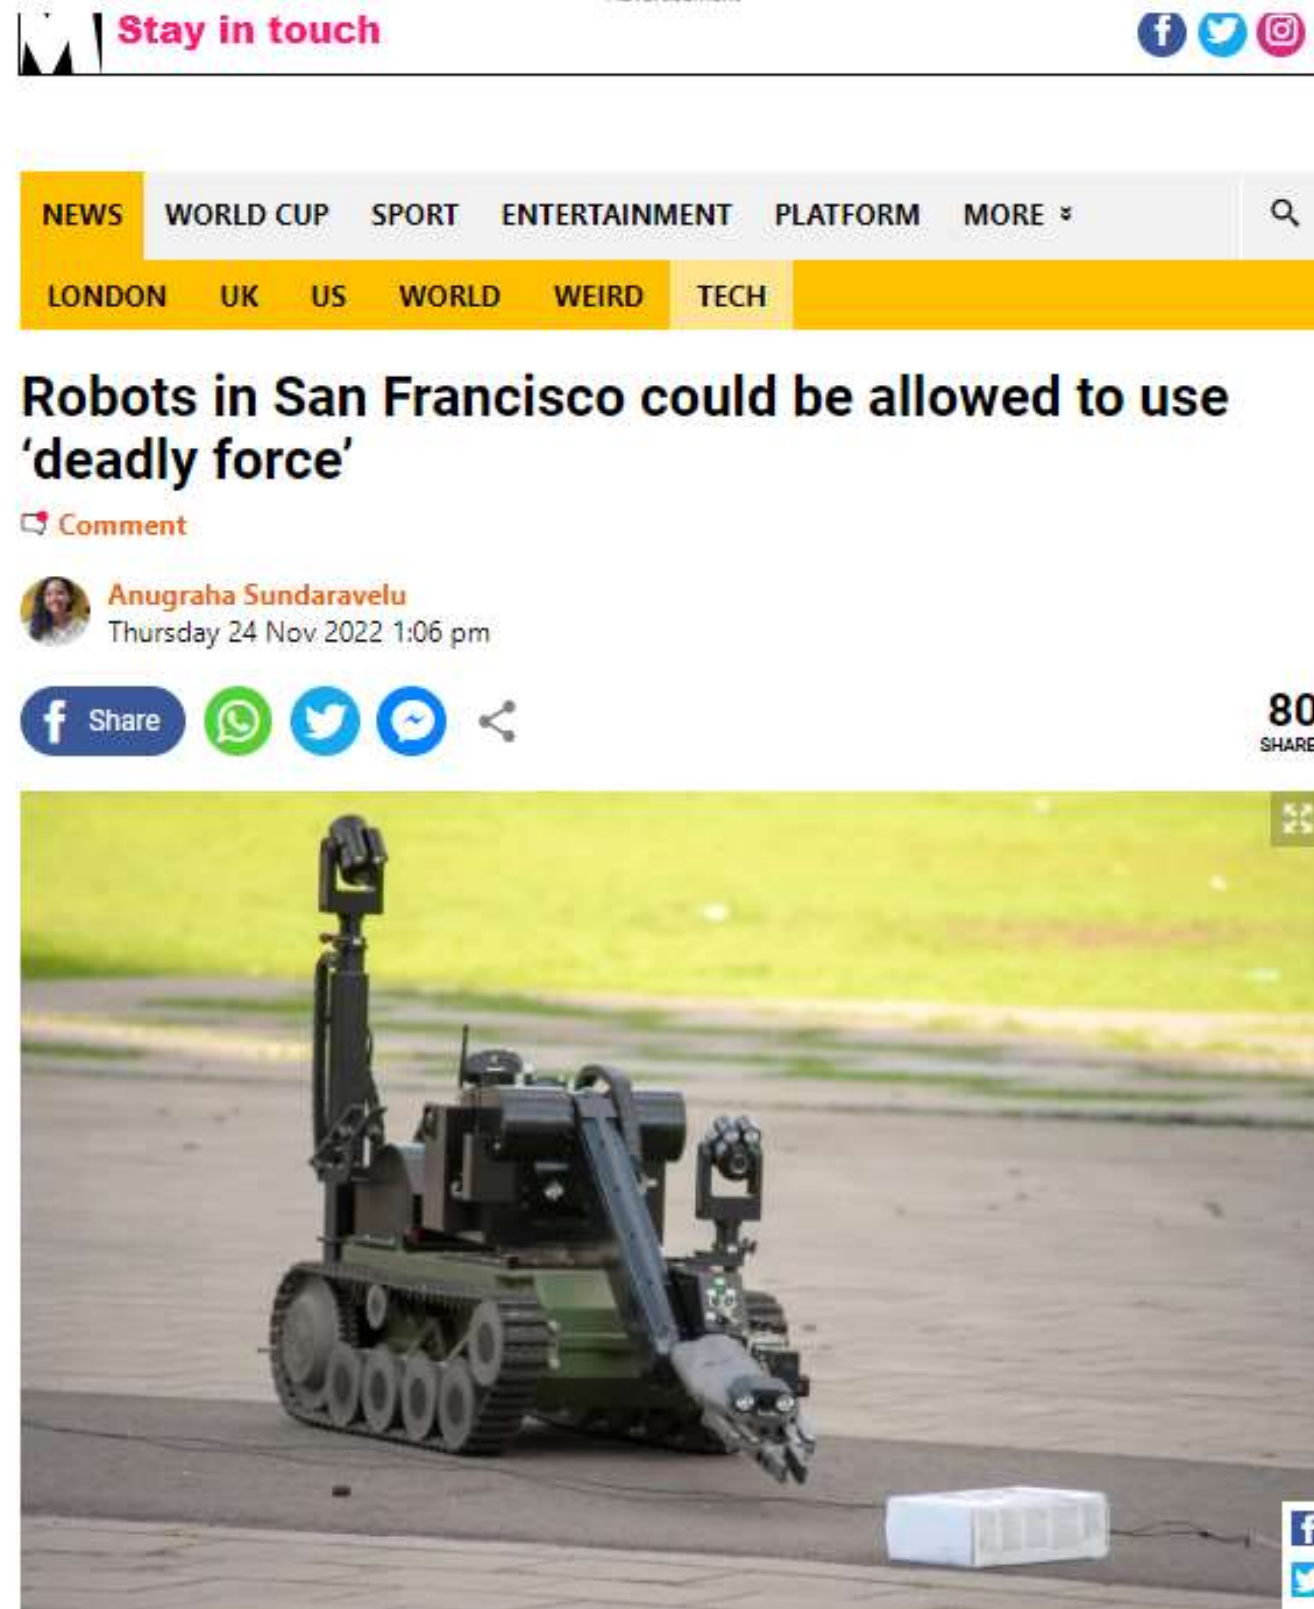 Stay in touch
NEWS WORLD CUP SPORT ENTERTAINMENT PLATFORM MORE
LONDON UK US WORLD WEIRD TECH
Robots in San Francisco could be allowed to use
‘deadly force’
Comment
Anugraha Sundaravelu
Thursday 24 Nov 2022 1:06 pm
Share
80
SHARE